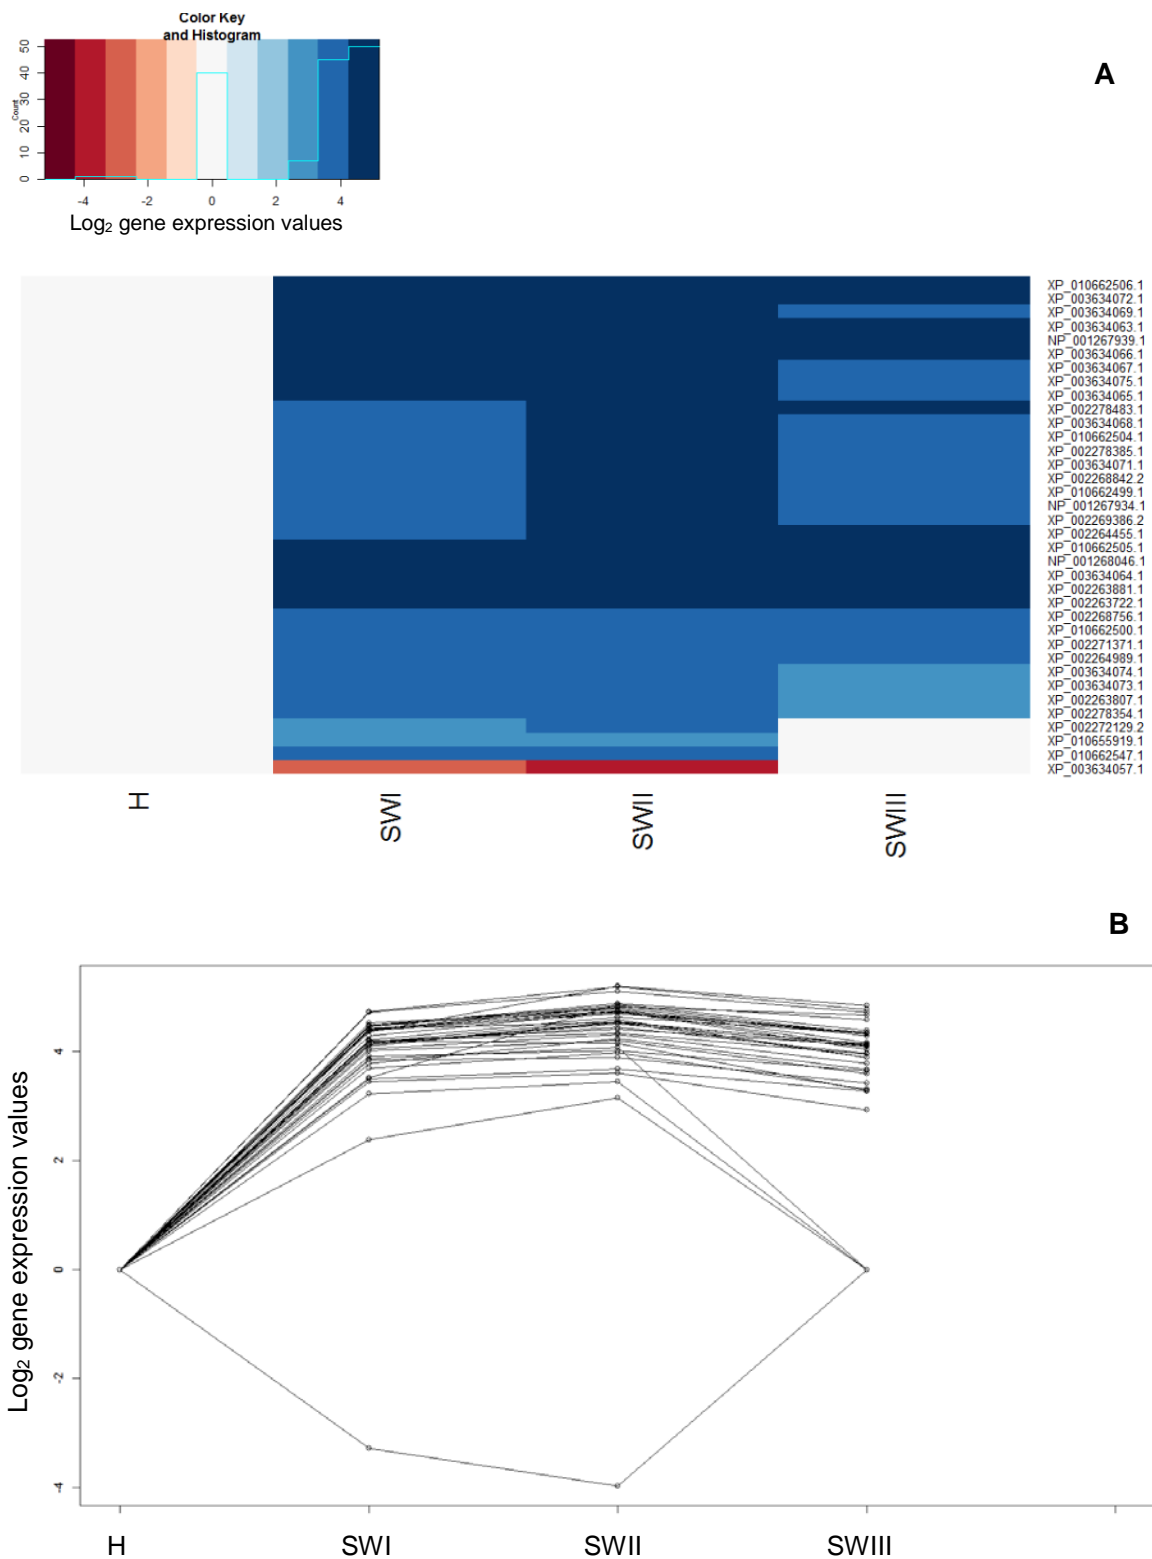 Color Key
and Histogram
A
Count
0 10 20 30 40 50
-4 -2 0 2 4
Log₂ gene expression values
XP_010662506.1
XP_003634072.1
XP_003634069.1
XP_003634063.1
NP_001267939.1
XP_003634066.1
XP_003634067.1
XP_003634075.1
XP_003634065.1
XP_002278483.1
XP_003634068.1
XP_010662504.1
XP_002278385.1
XP_003634071.1
XP_002268842.2
XP_010662499.1
NP_001267934.1
XP_002269386.2
XP_002264455.1
XP_010662505.1
NP_001268046.1
XP_003634064.1
XP_002263881.1
XP_002263722.1
XP_002268756.1
XP_010662500.1
XP_002271371.1
XP_002264989.1
XP_003634074.1
XP_003634073.1
XP_002263807.1
XP_002278354.1
XP_002272129.2
XP_010655919.1
XP_010662547.1
XP_003634057.1
H SWI SWII SWIII
B
Log₂ gene expression values
-4 -2 0 2 4
H SWI SWII SWIII